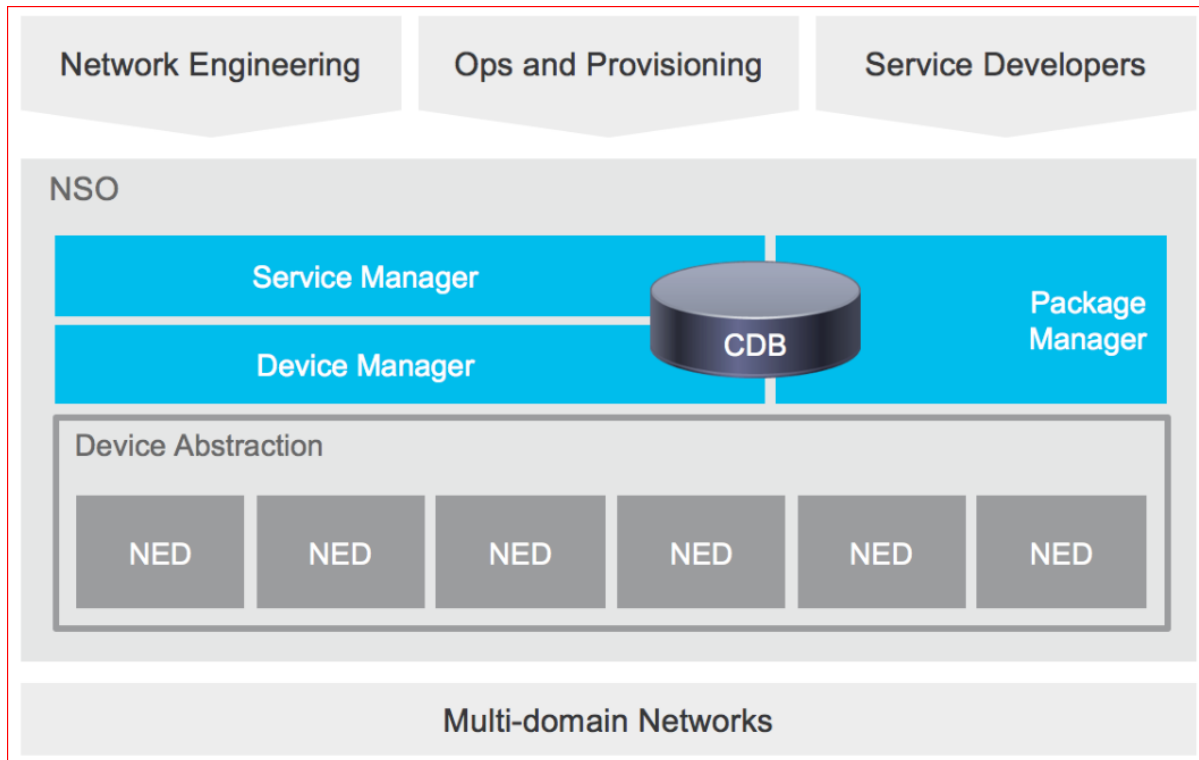 Network Engineering
Ops and Provisioning
Service Developers
NSO
Service Manager
Device Manager
CDB
Package
Manager
Device Abstraction
NED
NED
NED
NED
NED
NED
Multi-domain Networks